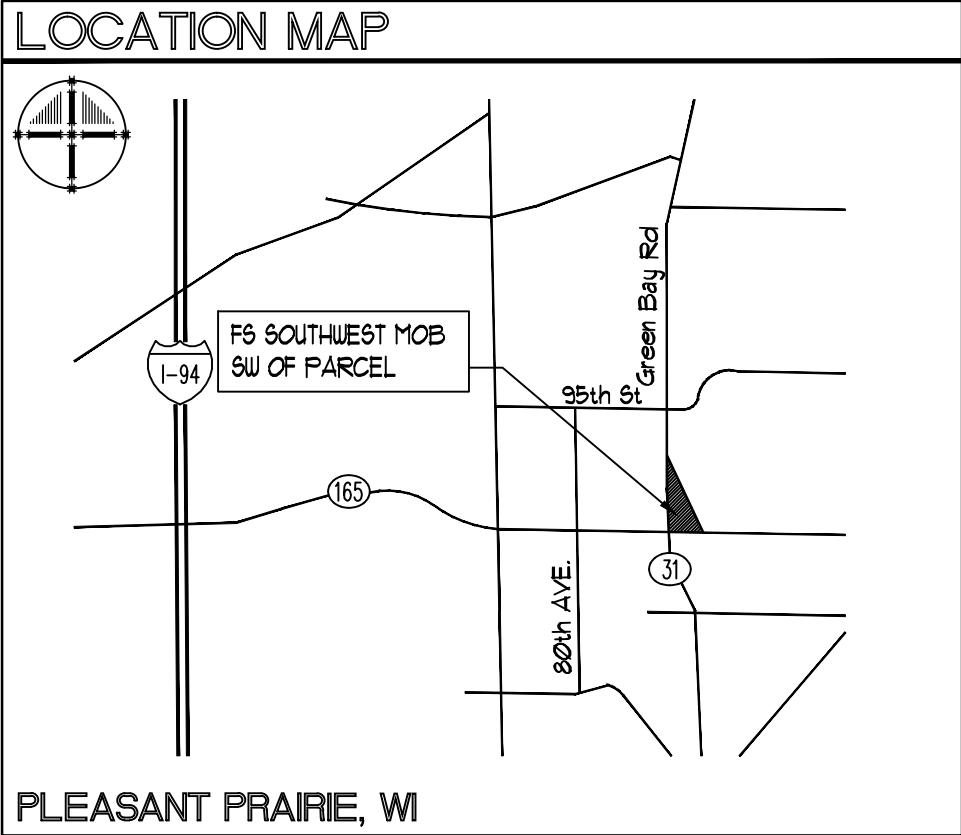 LOCATION MAP
Green Bay Rd
FS SOUTHWEST MOB
SW OF PARCEL
I-94
95th St
165
31
80th AVE.
PLEASANT PRAIRIE, WI